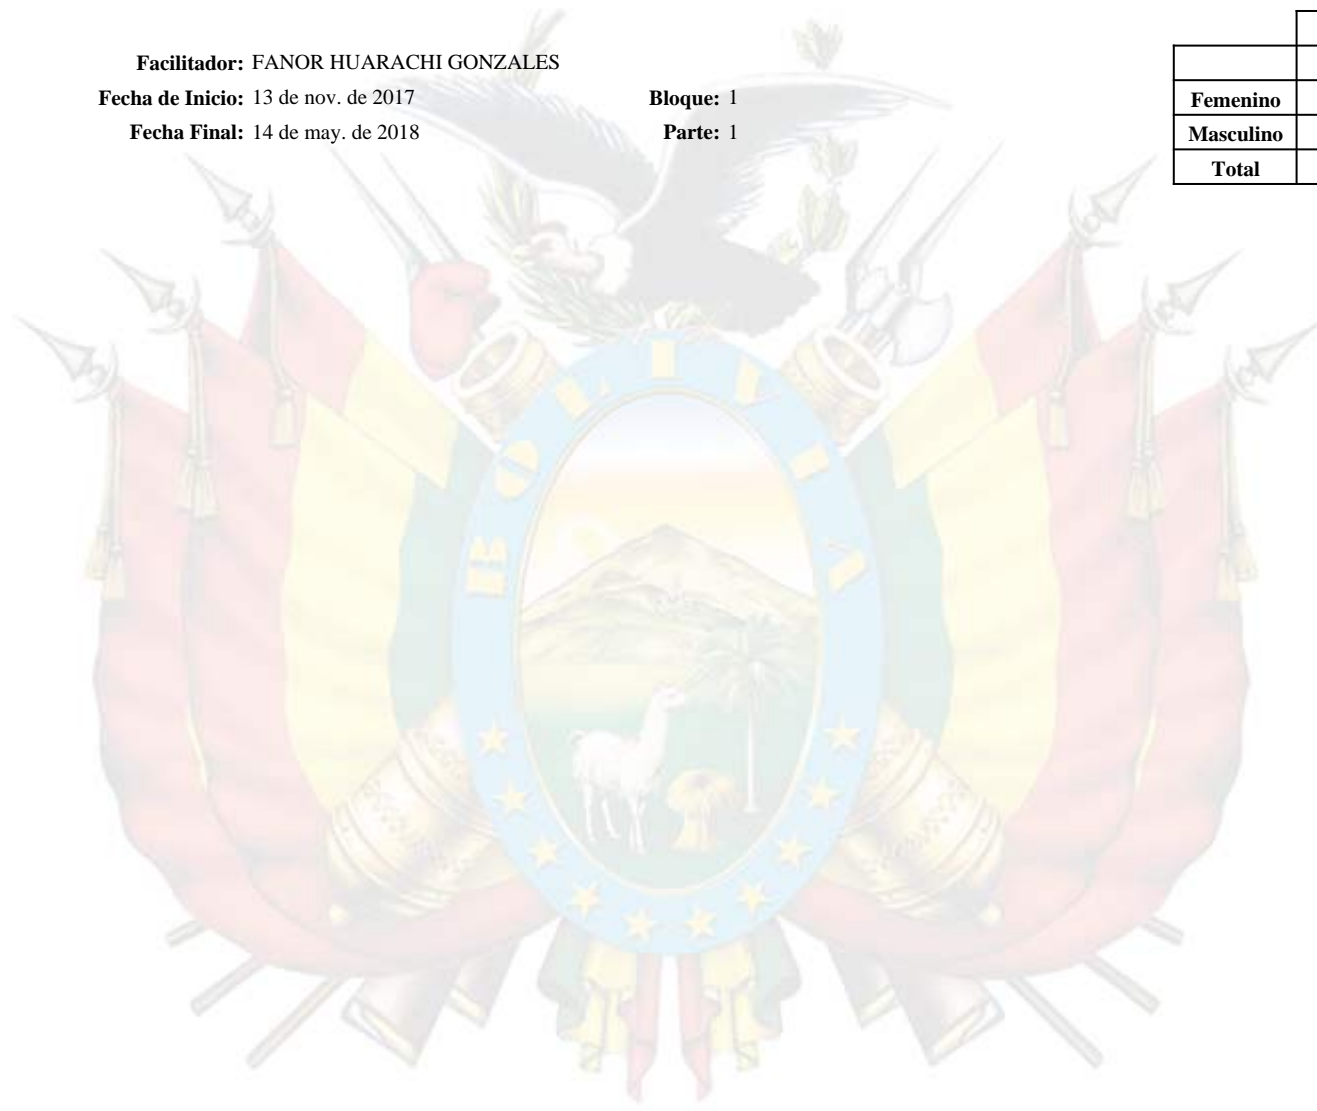 Facilitador: FANOR HUARACHI GONZALES
Fecha de Inicio: 13 de nov. de 2017 Bloque: 1
Fecha Final: 14 de may. de 2018 Parte: 1
Femenino
Masculino
Total
BOLIVIA